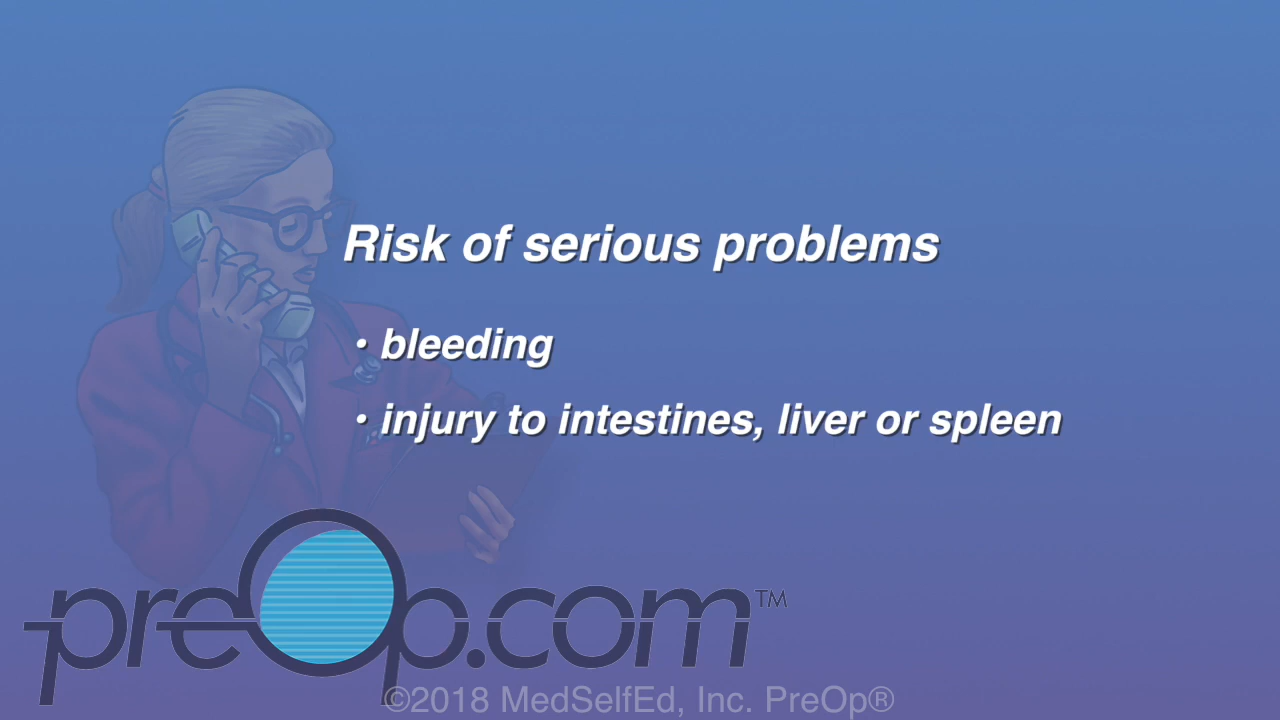 Risk of serious problems
• bleeding
• injury to intestines, liver or spleen
preOp.com™
©2018 MedSelfEd, Inc. PreOp®